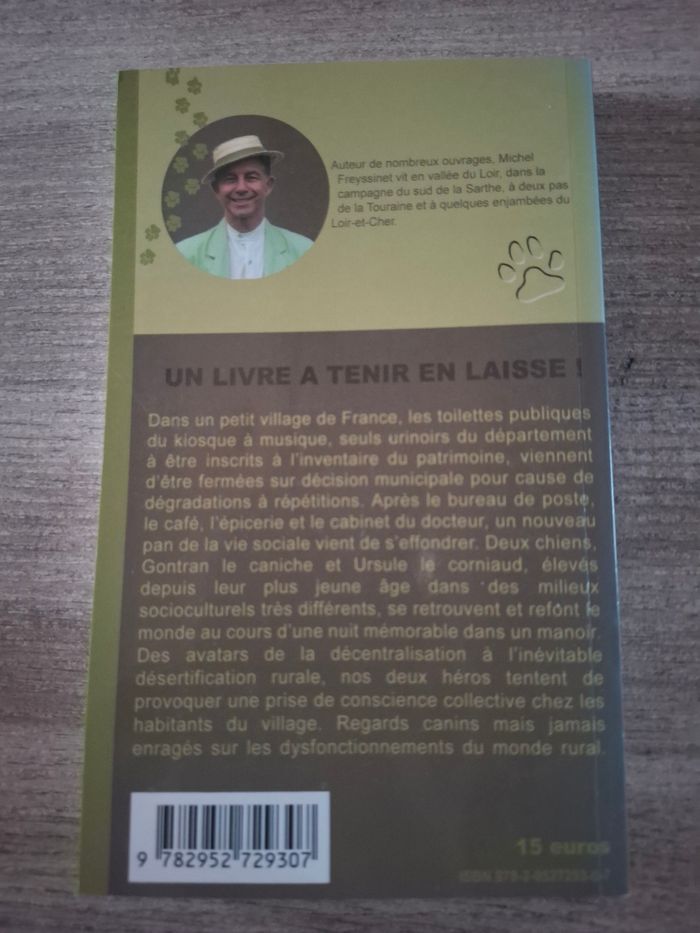 Auteur de nombreux ouvrages, Michel
Freyssinet vit en vallée du Loir, dans la
campagne du sud de la Sarthe, à deux pas
de la Touraine et à quelques enjambées du
Loir-et-Cher.
UN LIVRE A TENIR EN LAISSE !
Dans un petit village de France, les toilettes publiques
du kiosque à musique, seuls urinoirs du département
à être inscrits à l'inventaire du patrimoine, viennent
d'être fermées sur décision municipale pour cause de
dégradations à répétitions. Après le bureau de poste,
le café, l'épicerie et le cabinet du docteur, un nouveau
pan de la vie sociale vient de s'effondrer. Deux chiens,
Gontran le caniche et Ursule le corniaud, élevés
depuis leur plus jeune âge dans des milieux
socioculturels très différents, se retrouvent et refont le
monde au cours d'une nuit mémorable dans un manoir.
Des avatars de la décentralisation à l'inévitable
désertification rurale, nos deux héros tentent de
provoquer une prise de conscience collective chez les
habitants du village. Regards canins mais jamais
enragés sur les dysfonctionnements du monde rural.
9 782952 729307
15 euros
ISBN 978-2-9527293-0-7